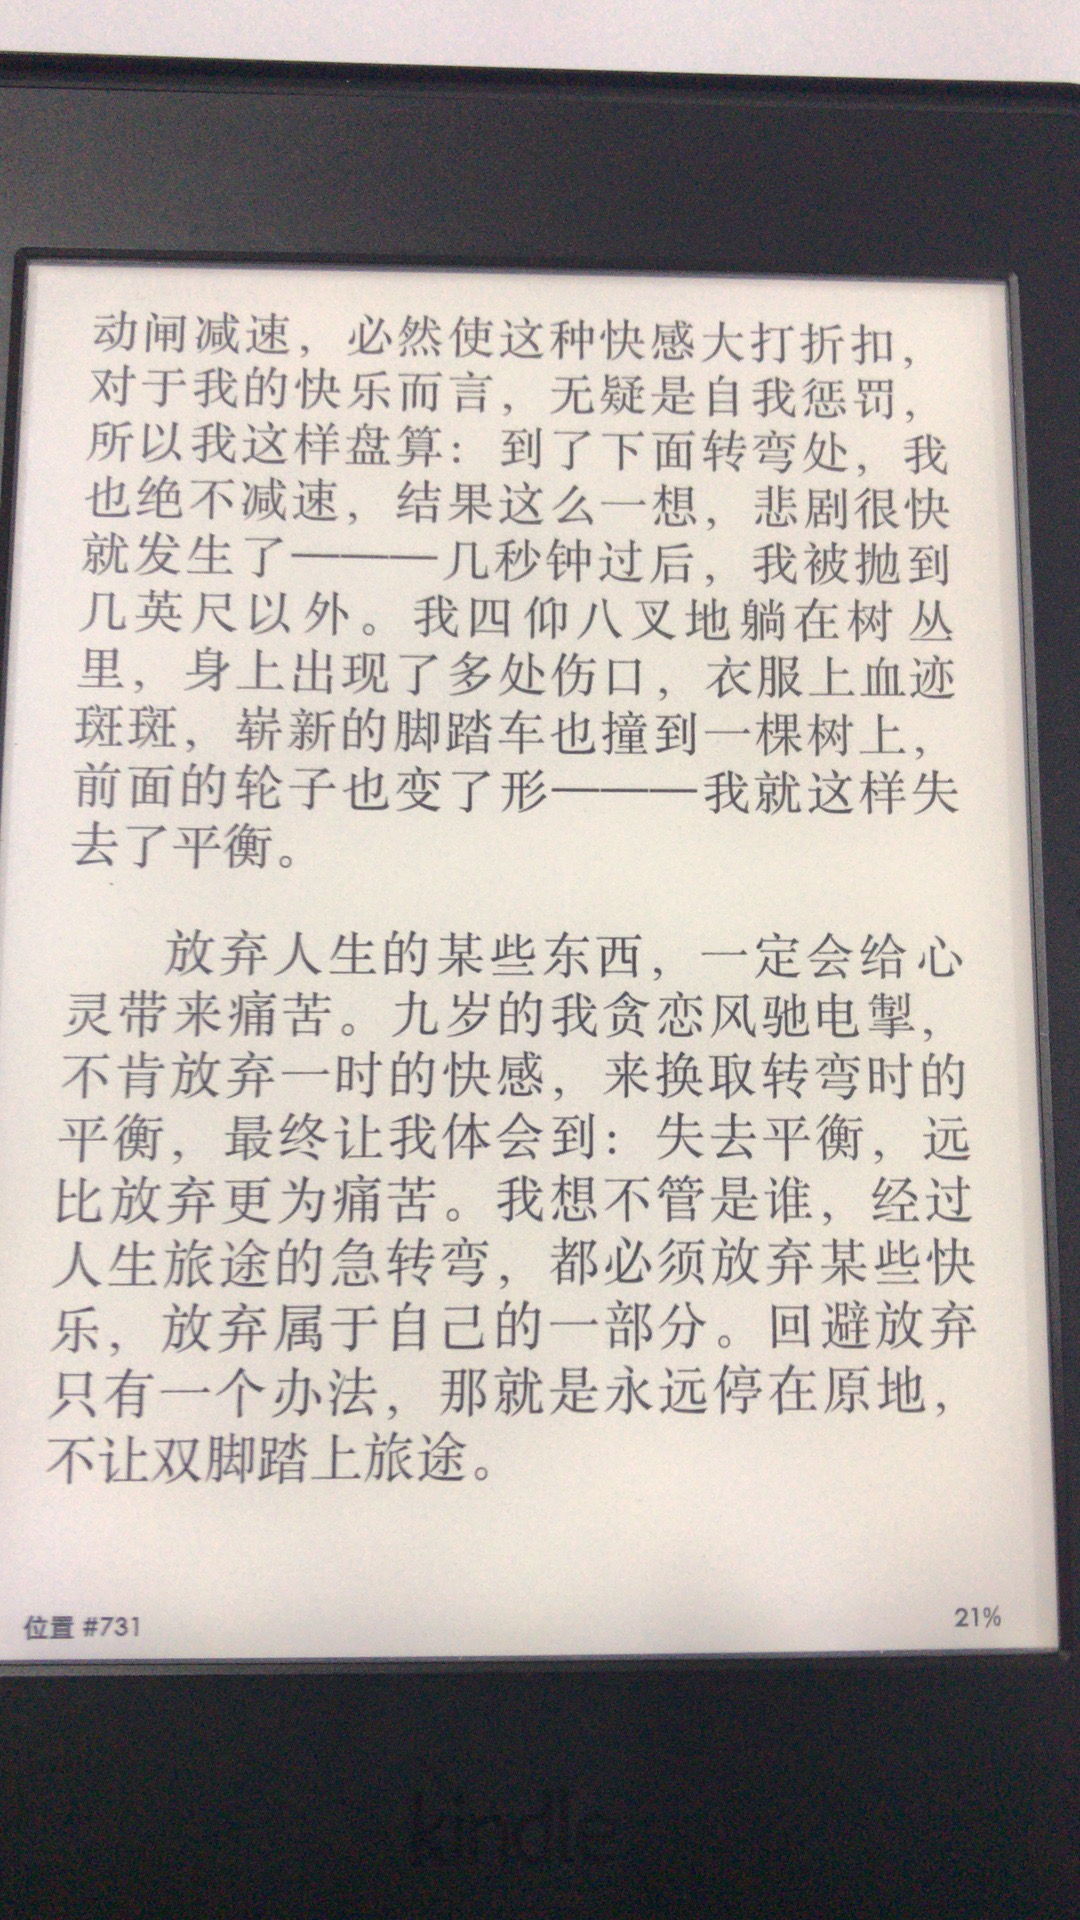 动闸减速，必然使这种快感大打折扣，
对于我的快乐而言，无疑是自我惩罚，
所以我这样盘算：到了下面转弯处，我
也绝不减速，结果这么一想，悲剧很快
就发生了———几秒钟过后，我被抛到
几英尺以外。我四仰八叉地躺在树丛
里，身上出现了多处伤口，衣服上血迹
斑斑，崭新的脚踏车也撞到一棵树上，
前面的轮子也变了形———我就这样失
去了平衡。
放弃人生的某些东西，一定会给心
灵带来痛苦。九岁的我贪恋风驰电掣，
不肯放弃一时的快感，来换取转弯时的
平衡，最终让我体会到：失去平衡，远
比放弃更为痛苦。我想不管是谁，经过
人生旅途的急转弯，都必须放弃某些快
乐，放弃属于自己的一部分。回避放弃
只有一个办法，那就是永远停在原地，
不让双脚踏上旅途。
位置 #731 21%
kindle